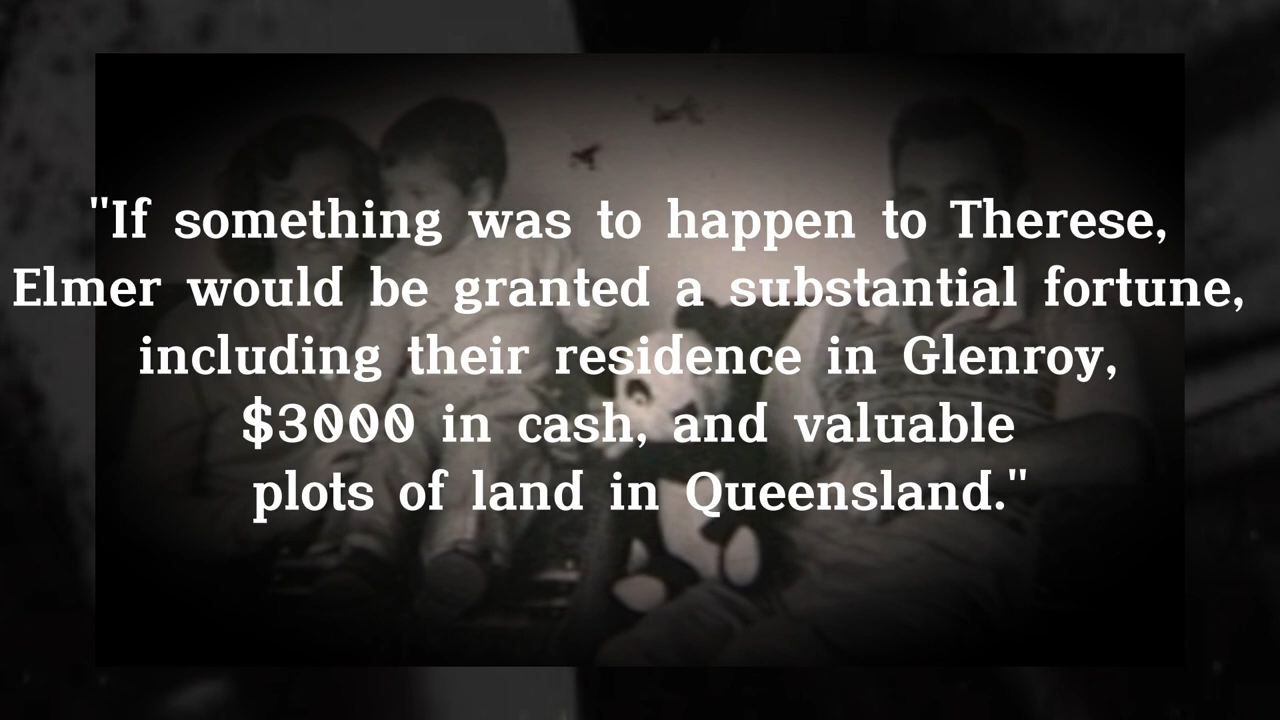 "If something was to happen to Therese,
Elmer would be granted a substantial fortune,
including their residence in Glenroy,
$3000 in cash, and valuable
plots of land in Queensland."